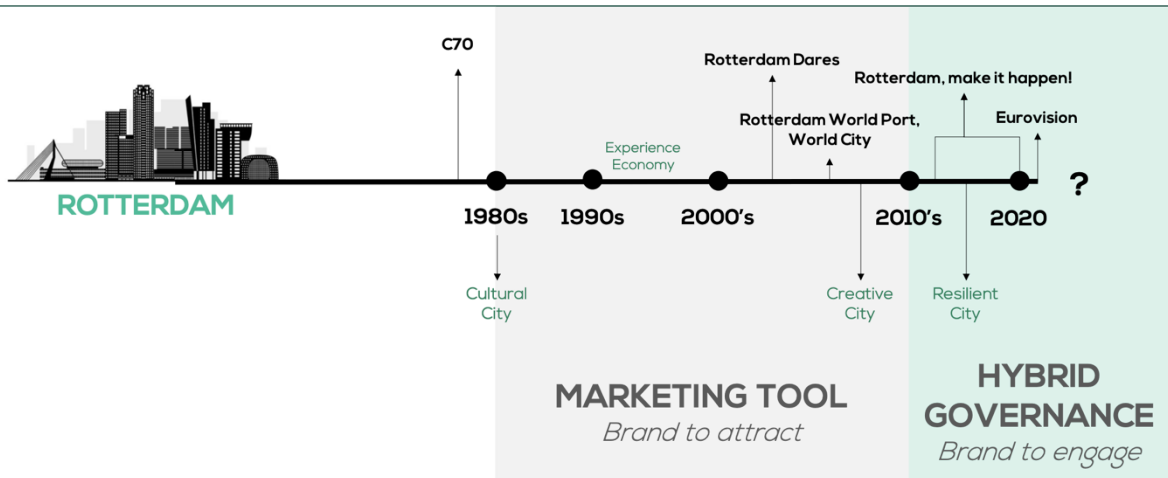 C70
Rotterdam Dares
Rotterdam, make it happen!
Rotterdam World Port,
World City
Eurovision
Experience
Economy
?
ROTTERDAM
1980s
1990s
2000's
2010's
2020
Cultural
City
Creative
City
Resilient
City
MARKETING TOOL
Brand to attract
HYBRID
GOVERNANCE
Brand to engage